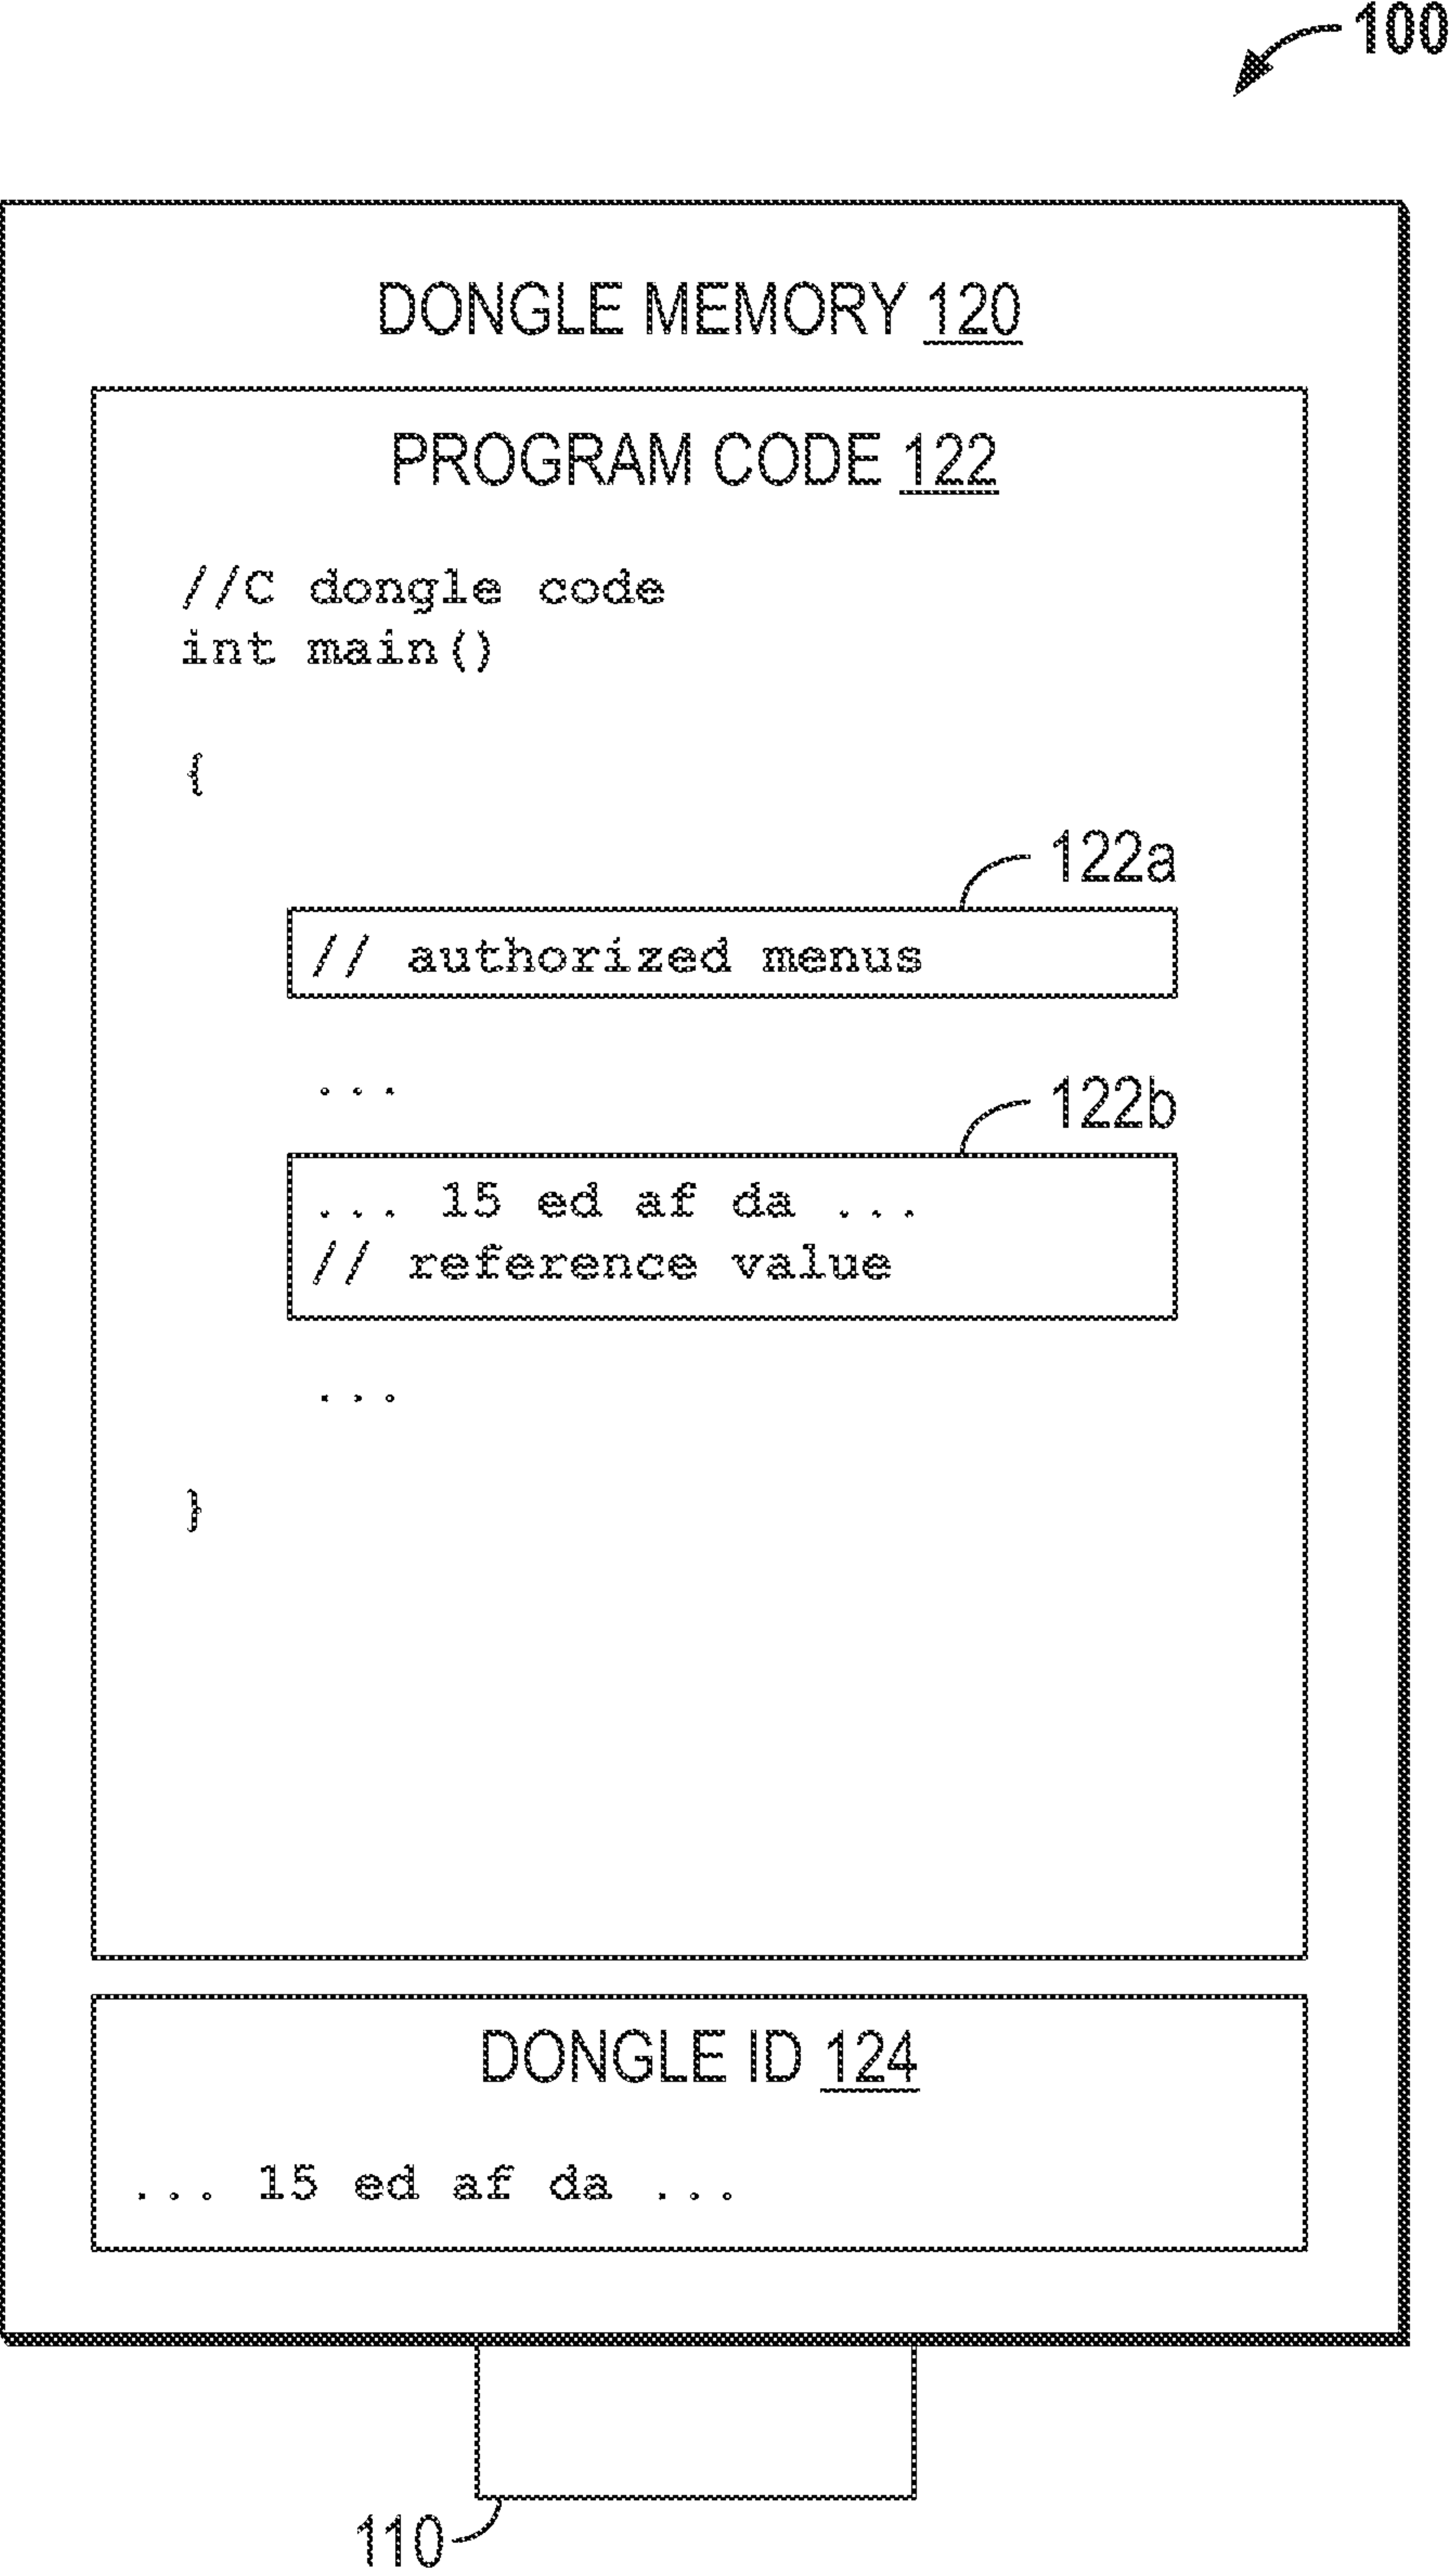 100
DONGLE MEMORY 120
PROGRAM CODE 122
//C dongle code
int main()
{
122a
// authorized menus
...
122b
... 15 ed af da ...
// reference value
...
}
DONGLE ID 124
... 15 ed af da ...
110